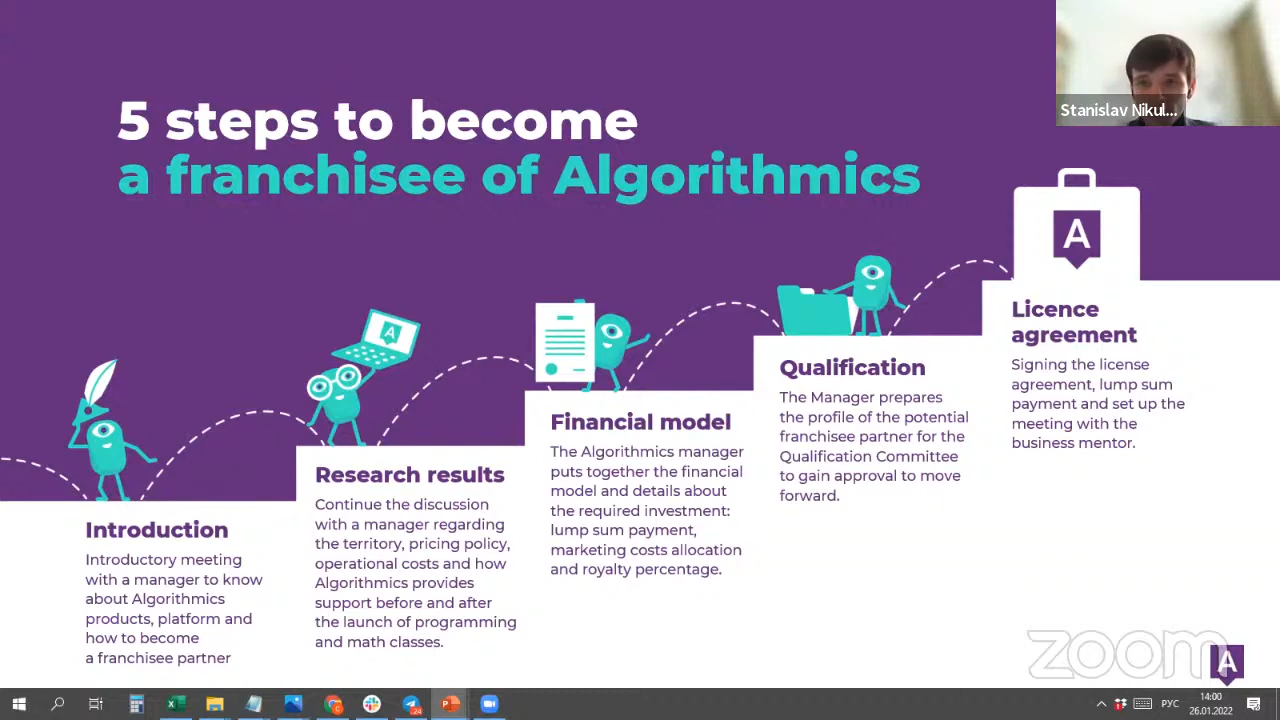 5 steps to become
a franchisee of Algorithmics
Stanislav Nikul...
A
A
Licence
agreement
Signing the license
agreement, lump sum
payment and set up the
meeting with the
business mentor.
Qualification
The Manager prepares
the profile of the potential
franchisee partner for the
Qualification Committee
to gain approval to move
forward.
Financial model
The Algorithmics manager
puts together the financial
model and details about
the required investment:
lump sum payment,
marketing costs allocation
and royalty percentage.
Research results
Continue the discussion
with a manager regarding
the territory, pricing policy,
operational costs and how
Algorithmics provides
support before and after
the launch of programming
and math classes.
Introduction
Introductory meeting
with a manager to know
about Algorithmics
products, platform and
how to become
a franchisee partner
zoom
A
24
РУС
14:00
26.01.2022